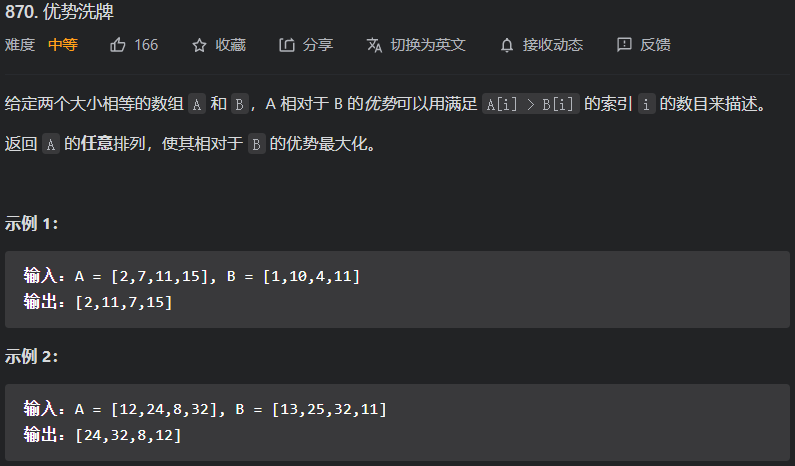 870. 优势洗牌
难度 中等 166 收藏 分享 切换为英文 接收动态 反馈
给定两个大小相等的数组 A 和 B，A 相对于 B 的优势可以用满足 A[i] > B[i] 的索引 i 的数目来描述。
返回 A 的任意排列，使其相对于 B 的优势最大化。
示例 1：
输入：A = [2,7,11,15], B = [1,10,4,11]
输出：[2,11,7,15]
示例 2：
输入：A = [12,24,8,32], B = [13,25,32,11]
输出：[24,32,8,12]